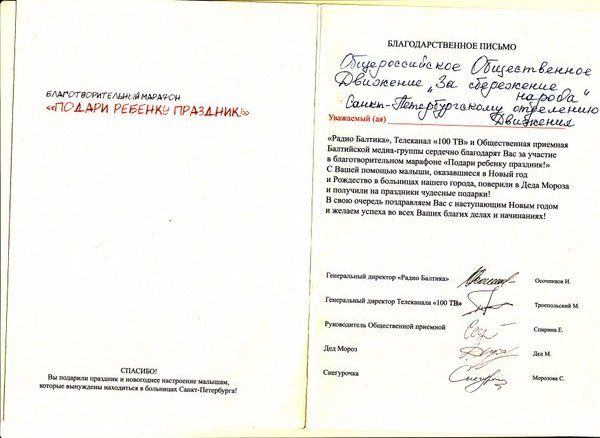 БЛАГОТВОРИТЕЛЬНЫЙ МАРАФОН
«ПОДАРИ РЕБЕНКУ ПРАЗДНИК!»
СПАСИБО!
Вы подарили праздник и новогоднее настроение малышам,
которые вынуждены находиться в больницах Санкт-Петербурга!
БЛАГОДАРСТВЕННОЕ ПИСЬМО
Общероссийское Общественное
Движение „За сбережение
народа“
Санкт-Петербургскому отделению
Уважаемый (ая) Движения
«Радио Балтика», Телеканал «100 ТВ» и Общественная приемная
Балтийской медиа-группы сердечно благодарят Вас за участие
в благотворительном марафоне «Подари ребенку праздник!»
С Вашей помощью малыши, оказавшиеся в Новый год
и Рождество в больницах нашего города, поверили в Деда Мороза
и получили на праздники чудесные подарки!
В свою очередь поздравляем Вас с наступающим Новым годом
и желаем успеха во всех Ваших благих делах и начинаниях!
Генеральный директор «Радио Балтика» Осочников И.
Генеральный директор Телеканала «100 ТВ» Троепольский М.
Руководитель Общественной приемной Спирина Е.
Дед Мороз Дед М.
Снегурочка Морозова С.